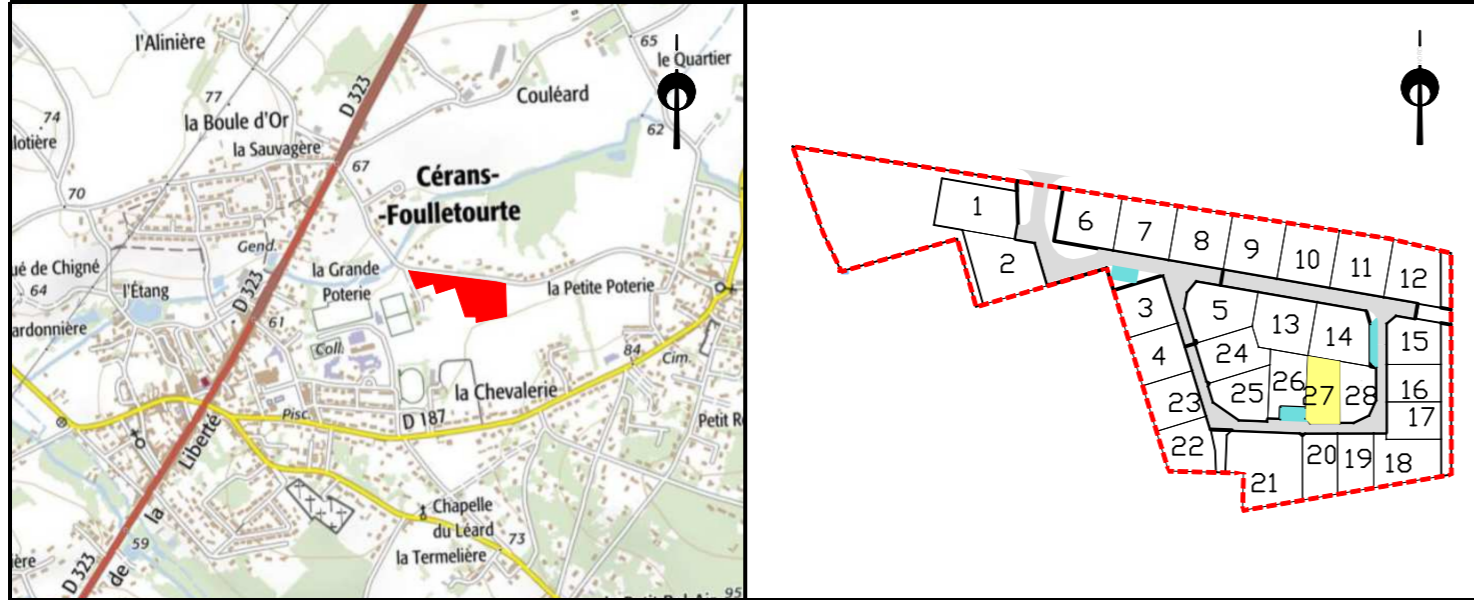 l'Alinière
65
le Quartier
D 323
77
Couléard
74
la Boule d'Or
62
lotière
la Sauvagère
67
Cérans-
-Foulletourte
70
Gend.
ué de Chigné
la Grande
Poterie
64
l'Étang
D 323
la Petite Poterie
ardonnière
61
Coll.
84
Cim.
la Chevalerie
Pisc.
D 187
Petit R
Liberté
la
de
Chapelle
du Léard
59
73
ière
la Termelière
D 323
95
1
6
7
8
9
10
11
12
2
3
5
13
14
15
4
24
26
27
28
16
25
17
23
22
20
19
18
21